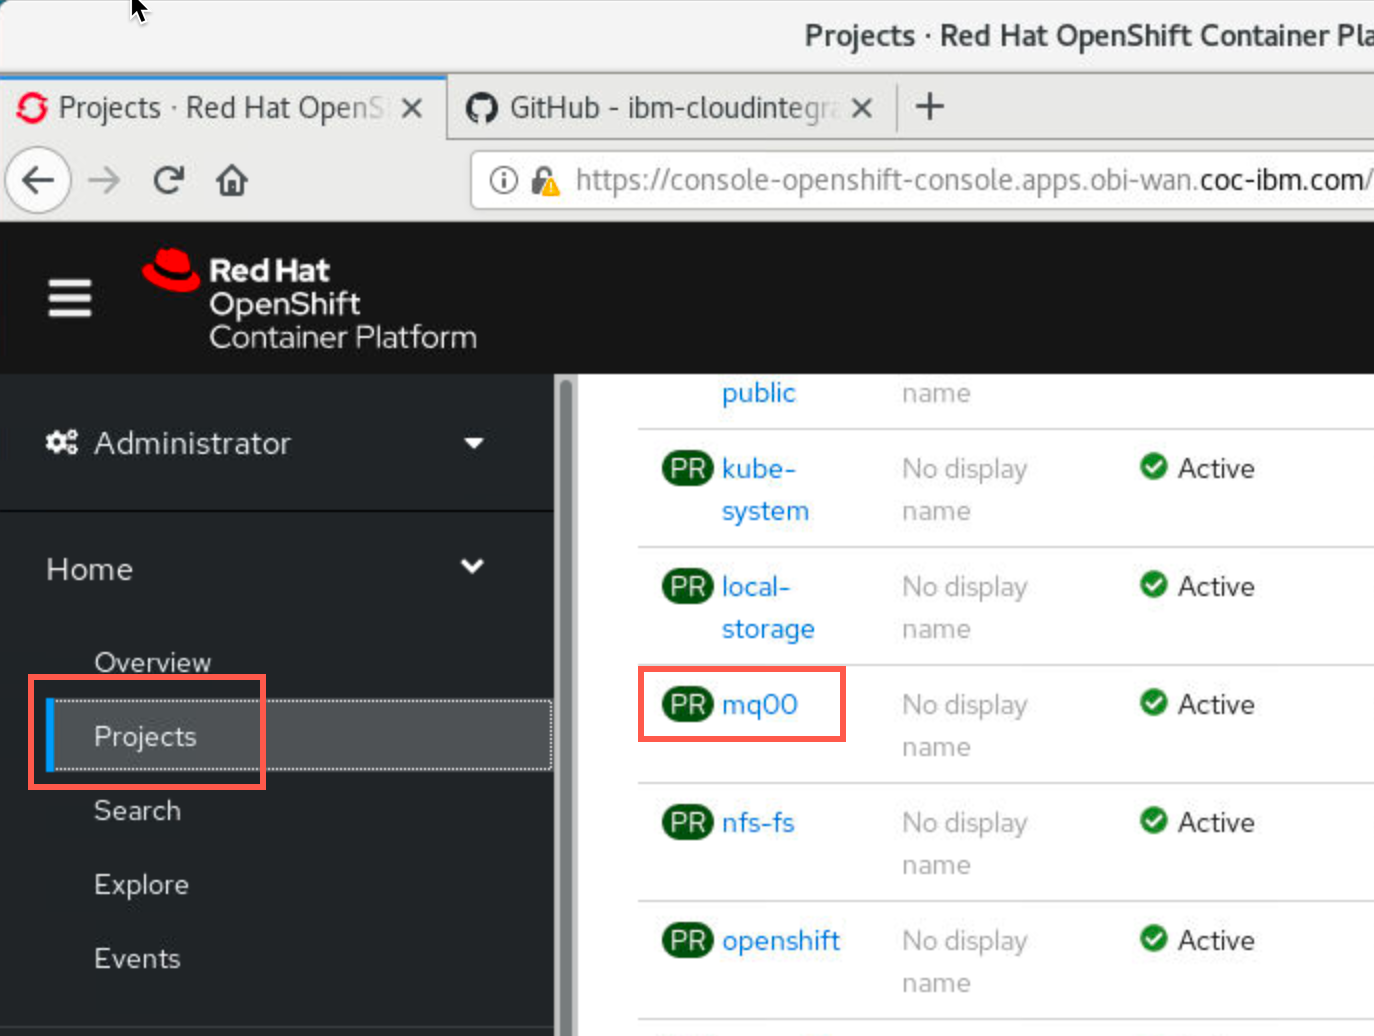 Projects · Red Hat OpenShift Container Pla
Projects · Red Hat OpenS
GitHub - ibm-cloudintegra
https://console-openshift-console.apps.obi-wan.coc-ibm.com/
Red Hat
OpenShift
Container Platform
Administrator
Home
Overview
Projects
Search
Explore
Events
public name
PR kube- No display Active
system name
PR local- No display Active
storage name
PR mq00 No display Active
name
PR nfs-fs No display Active
name
PR openshift No display Active
name